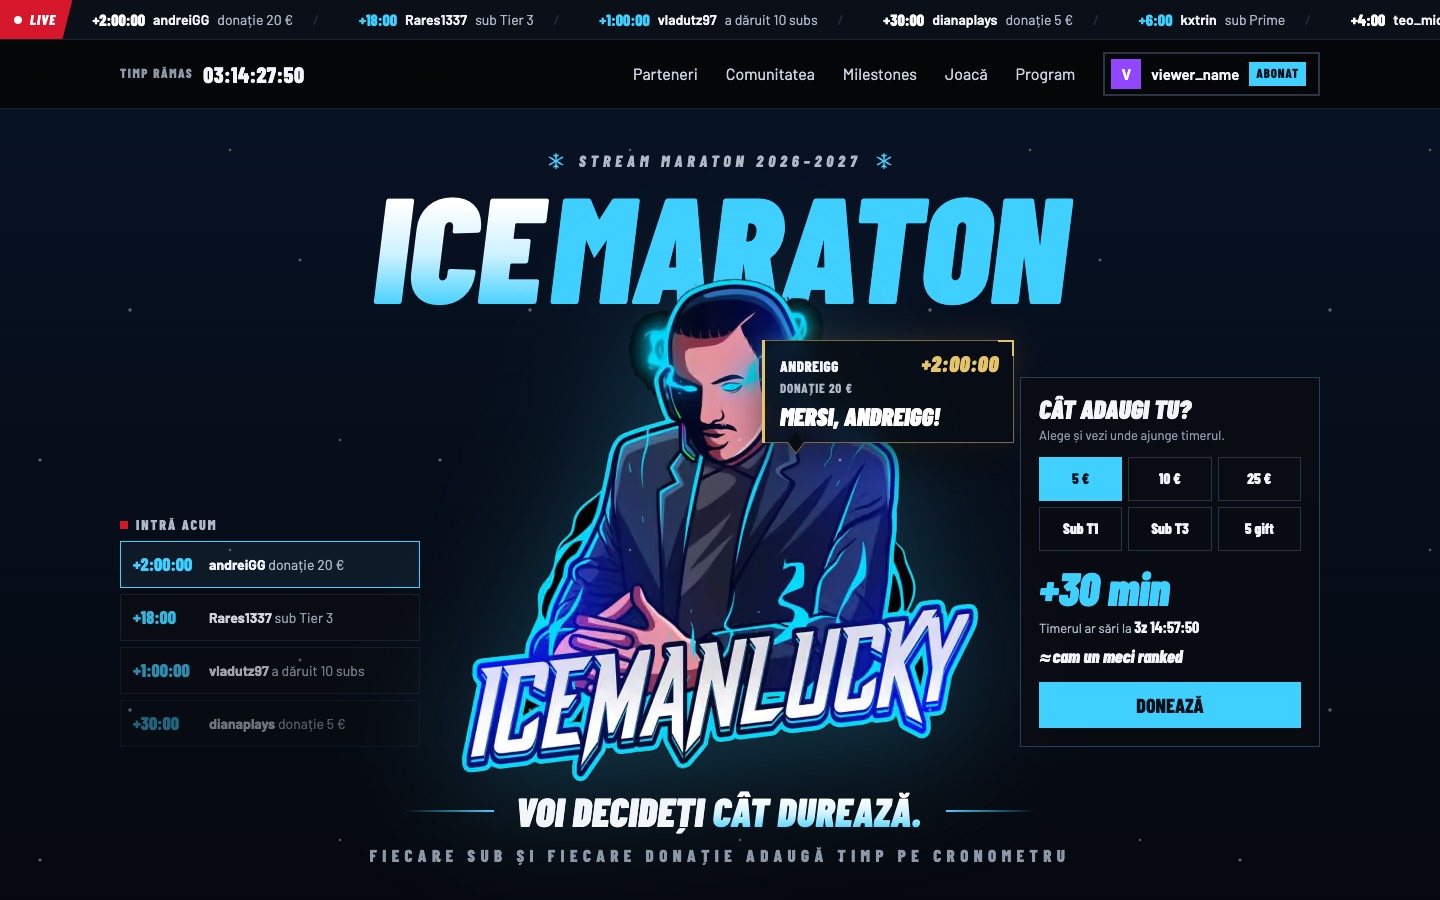 LIVE +2:00:00 andreiGG donație 20 € / +18:00 Rares1337 sub Tier 3 / +1:00:00 vladutz97 a dăruit 10 subs / +30:00 dianaplays donație 5 € / +6:00 kxtrin sub Prime / +4:00
TIMP RĂMAS 03:14:27:50 Parteneri Comunitatea Milestones Joacă Program V viewer_name ABONAT
STREAM MARATON 2026-2027
ICEMARATON
ANDREIGG +2:00:00
DONAȚIE 20 €
MERSI, ANDREIGG!
INTRĂ ACUM
+2:00:00 andreiGG donație 20 €
+18:00 Rares1337 sub Tier 3
+1:00:00 vladutz97 a dăruit 10 subs
+30:00 dianaplays donație 5 €
ICEMANLUCKY
CÂT ADAUGI TU?
Alege și vezi unde ajunge timerul.
5 € 10 € 25 €
Sub T1 Sub T3 5 gift
+30 min
Timerul ar sări la 3z 14:57:50
≈ cam un meci ranked
DONEAZĂ
VOI DECIDEȚI CÂT DUREAZĂ.
FIECARE SUB ȘI FIECARE DONAȚIE ADAUGĂ TIMP PE CRONOMETRU